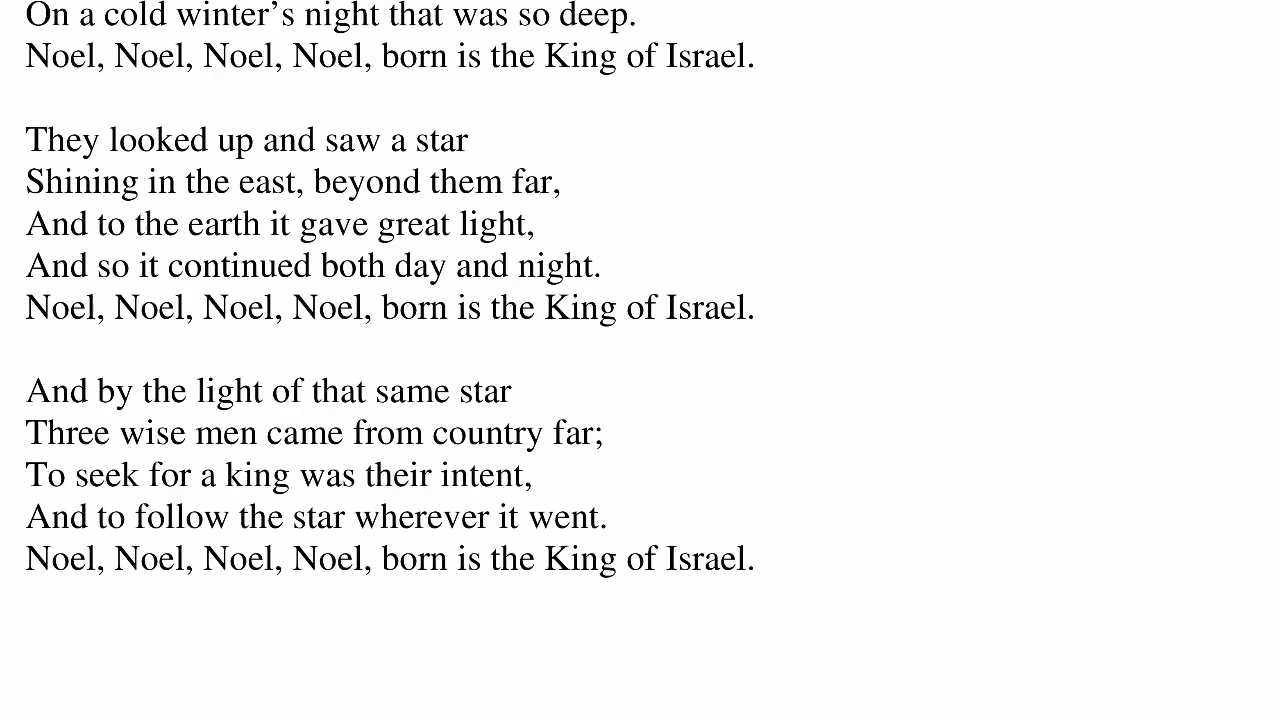 On a cold winter’s night that was so deep.
Noel, Noel, Noel, Noel, born is the King of Israel.

They looked up and saw a star
Shining in the east, beyond them far,
And to the earth it gave great light,
And so it continued both day and night.
Noel, Noel, Noel, Noel, born is the King of Israel.

And by the light of that same star
Three wise men came from country far;
To seek for a king was their intent,
And to follow the star wherever it went.
Noel, Noel, Noel, Noel, born is the King of Israel.